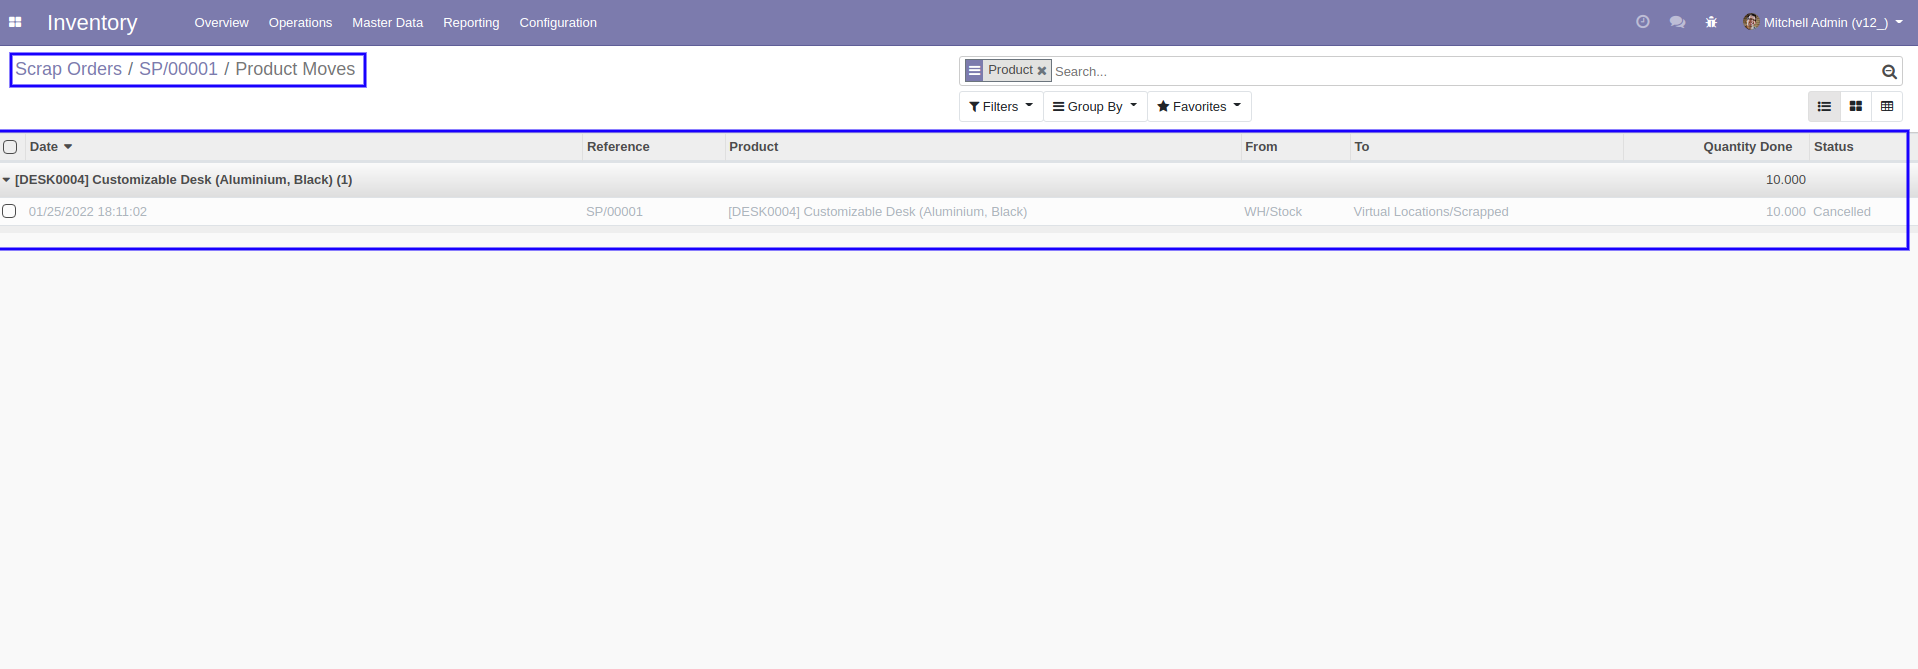 Inventory Overview Operations Master Data Reporting Configuration Mitchell Admin (v12_)
Scrap Orders / SP/00001 / Product Moves
Product Search...
Filters Group By Favorites
Date Reference Product From To Quantity Done Status
[DESK0004] Customizable Desk (Aluminium, Black) (1) 10.000
01/25/2022 18:11:02 SP/00001 [DESK0004] Customizable Desk (Aluminium, Black) WH/Stock Virtual Locations/Scrapped 10.000 Cancelled